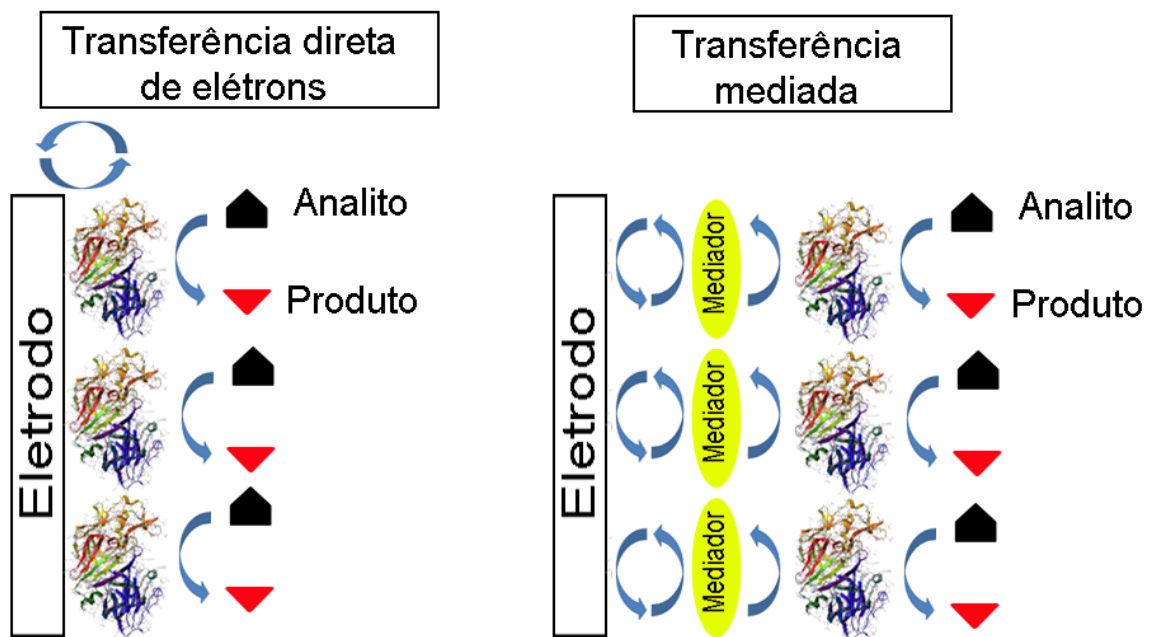 Transferência direta
de elétrons
Analito
Produto
Eletrodo
Transferência
mediada
Analito
Produto
Eletrodo
Mediador
Mediador
Mediador